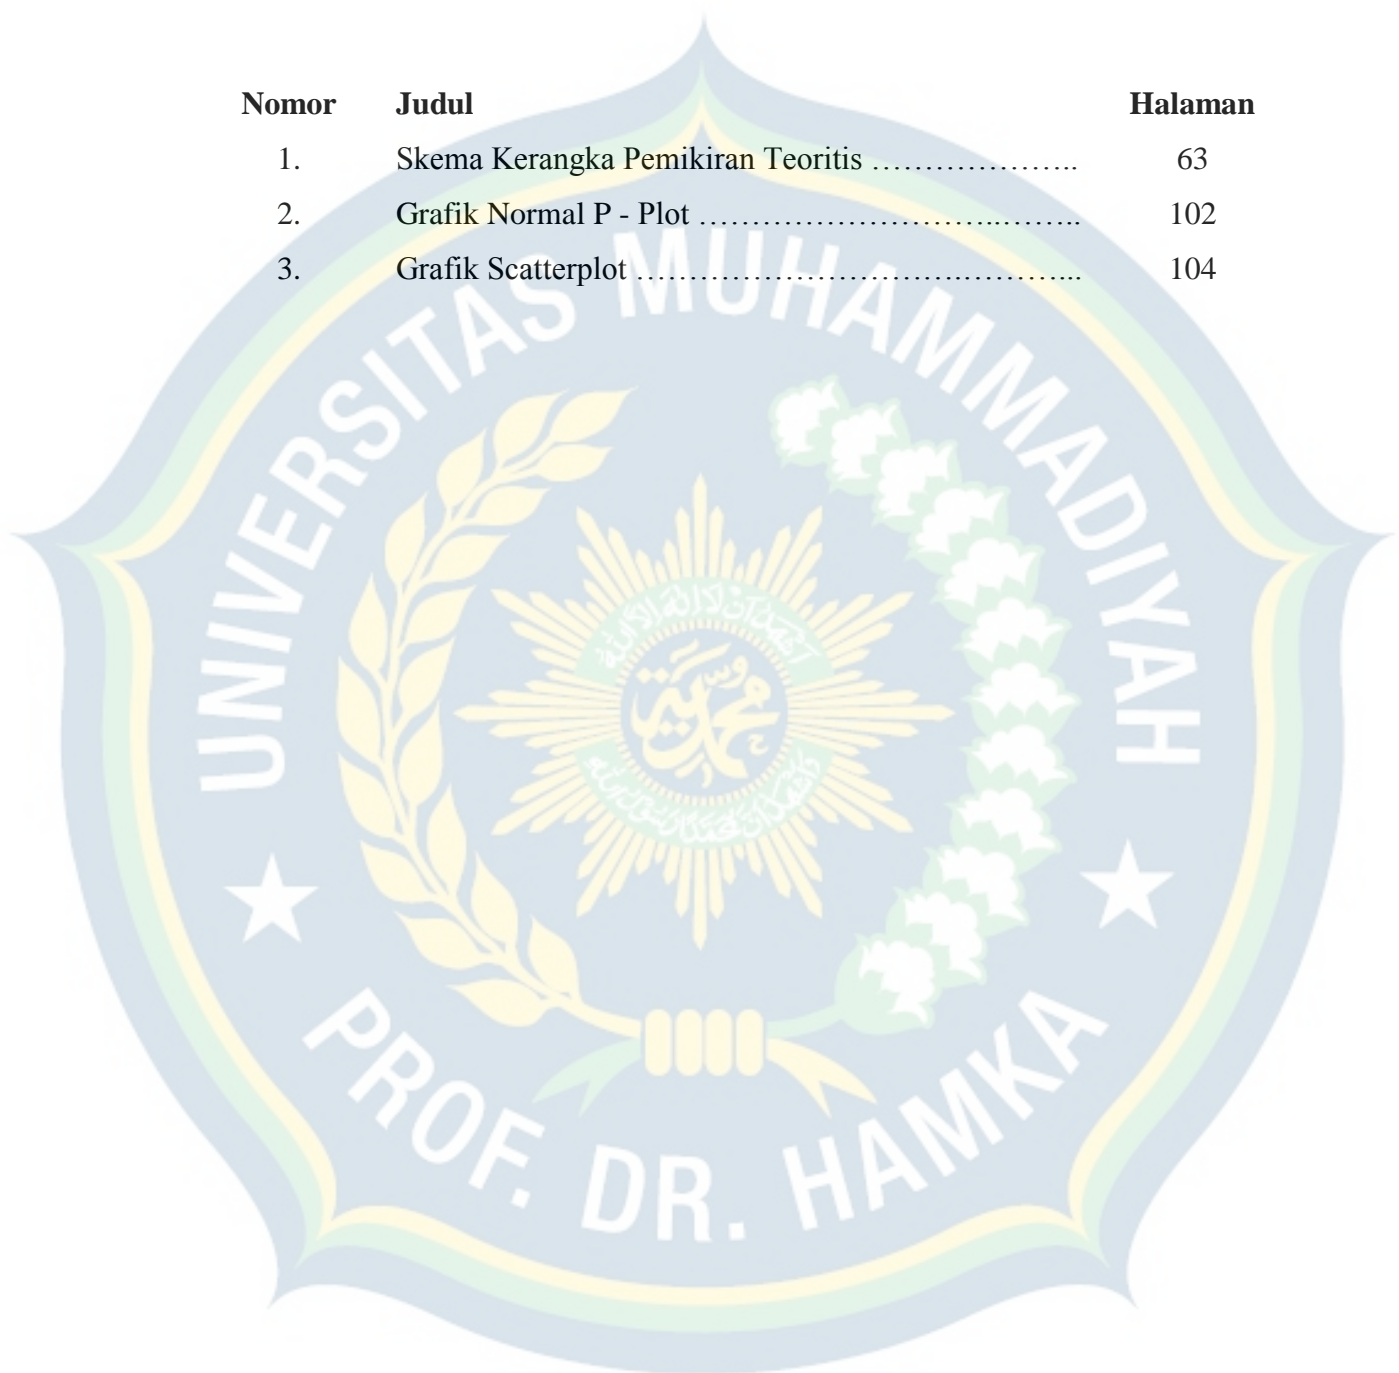 Nomor Judul Halaman
1. Skema Kerangka Pemikiran Teoritis ……………….. 63
2. Grafik Normal P - Plot ………………………..…….. 102
3. Grafik Scatterplot ………………………….………... 104
UNIVERSITAS MUHAMMADIYAH
PROF. DR. HAMKA